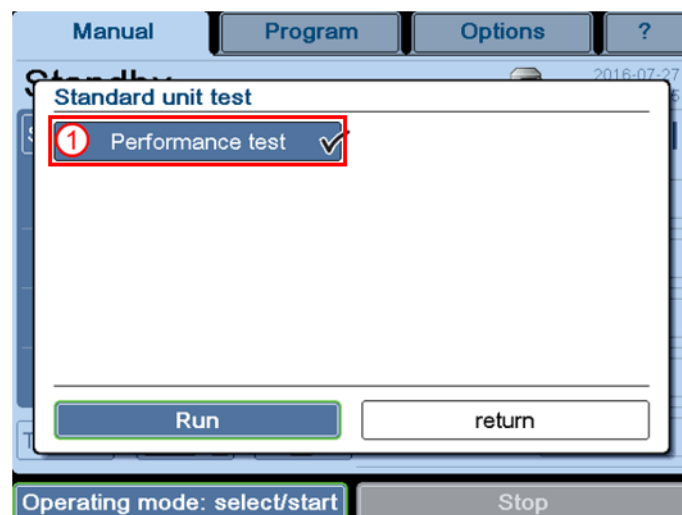 Manual Program Options ?
Standby 2016-07-27
Standard unit test
1 Performance test
Run return
Operating mode: select/start Stop